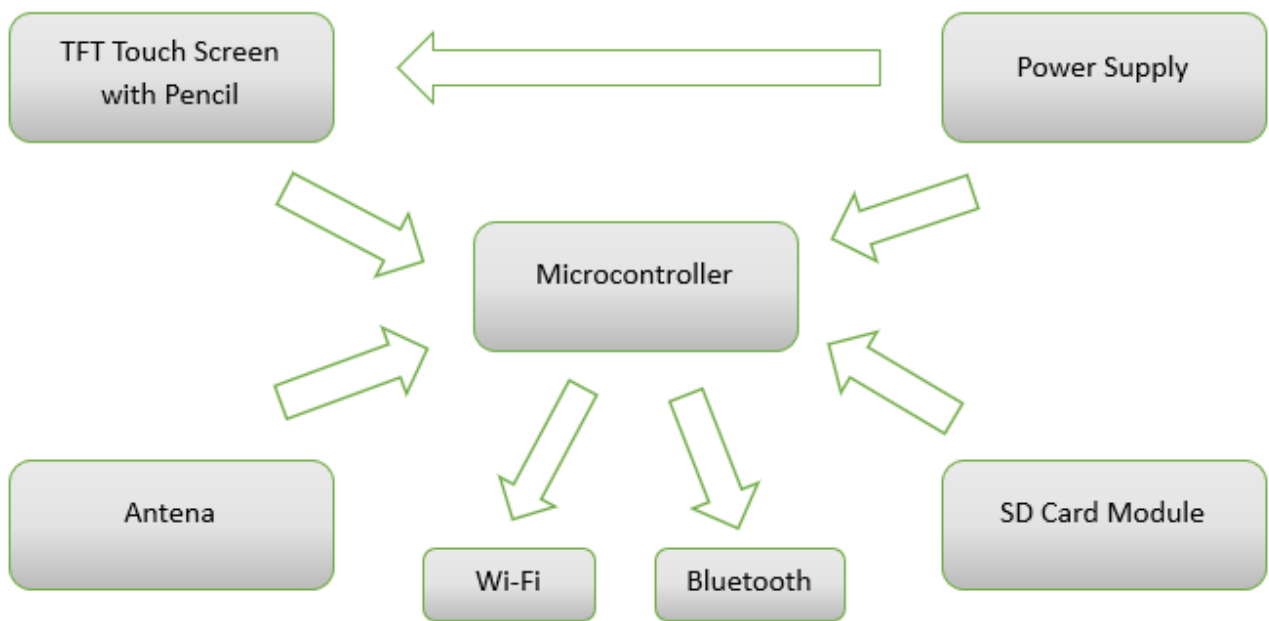 TFT Touch Screen
with Pencil
Power Supply
Microcontroller
Antena
SD Card Module
Wi-Fi
Bluetooth